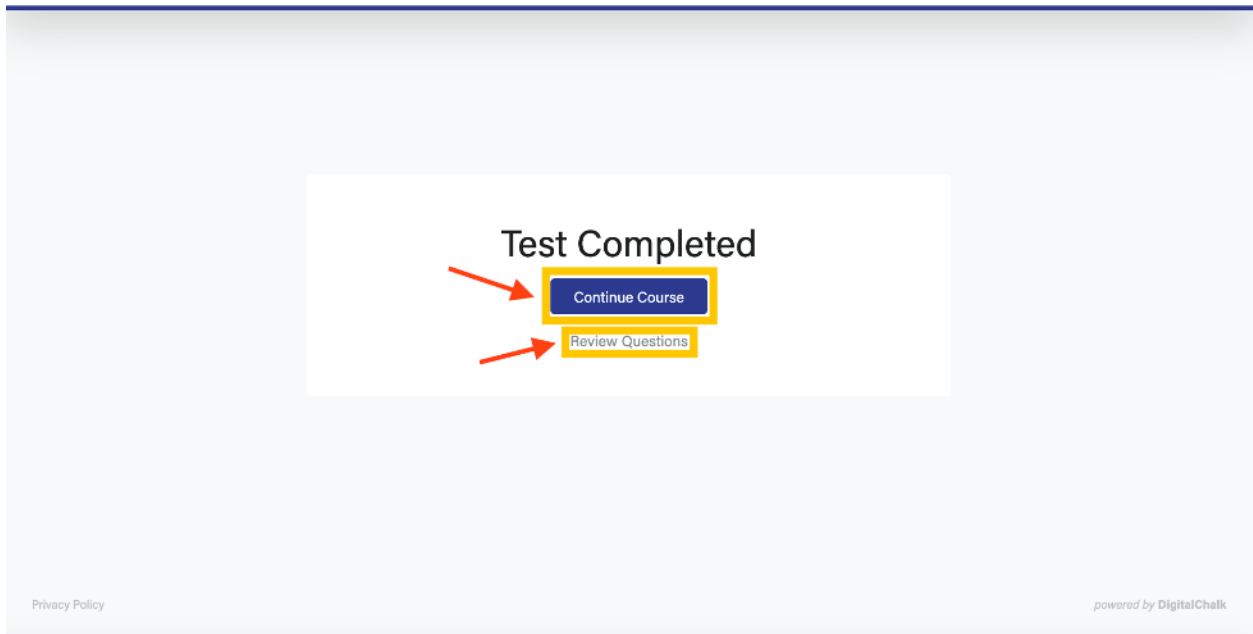 Test Completed
Continue Course
Review Questions
Privacy Policy
powered by DigitalChalk